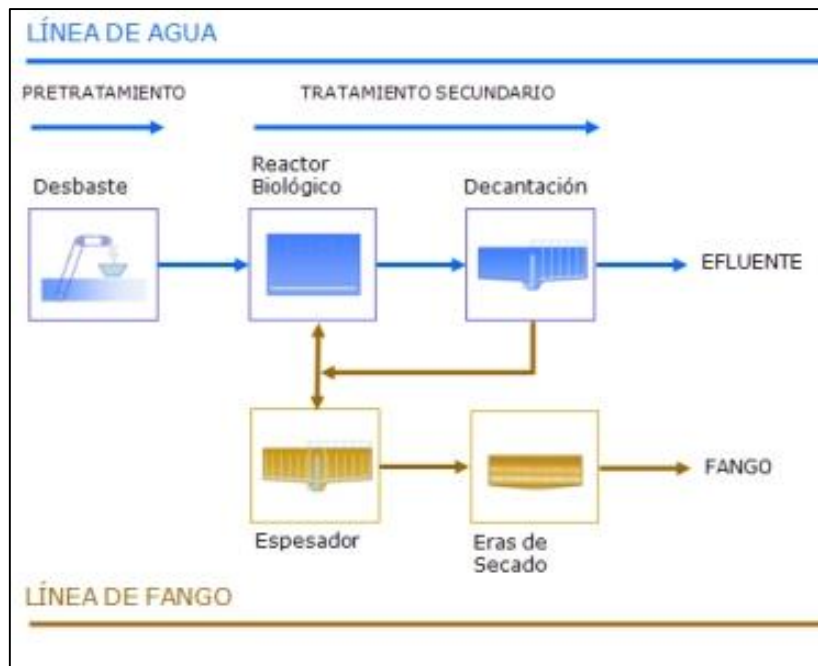 LÍNEA DE AGUA
PRETRATAMIENTO
TRATAMIENTO SECUNDARIO
Desbaste
Reactor
Biológico
Decantación
EFLUENTE
FANGO
Espesador
Eras de
Secado
LÍNEA DE FANGO